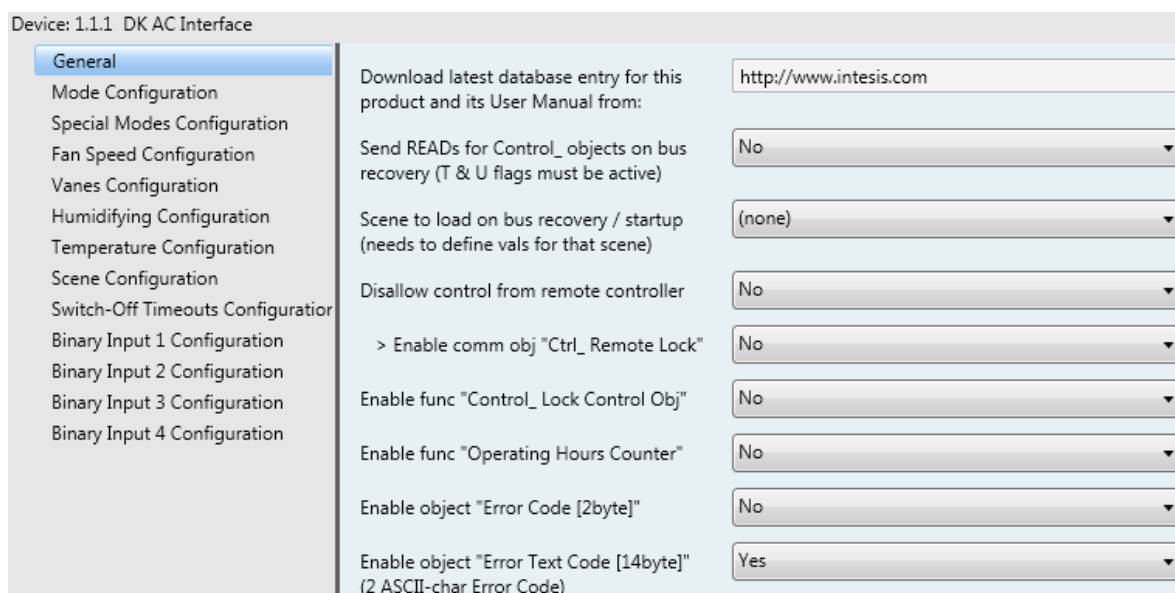 Device: 1.1.1 DK AC Interface
General
Mode Configuration
Special Modes Configuration
Fan Speed Configuration
Vanes Configuration
Humidifying Configuration
Temperature Configuration
Scene Configuration
Switch-Off Timeouts Configuration
Binary Input 1 Configuration
Binary Input 2 Configuration
Binary Input 3 Configuration
Binary Input 4 Configuration
Download latest database entry for this
product and its User Manual from:
http://www.intesis.com
Send READs for Control_ objects on bus
recovery (T & U flags must be active)
No
Scene to load on bus recovery / startup
(needs to define vals for that scene)
(none)
Disallow control from remote controller
No
> Enable comm obj "Ctrl_ Remote Lock"
No
Enable func "Control_ Lock Control Obj"
No
Enable func "Operating Hours Counter"
No
Enable object "Error Code [2byte]"
No
Enable object "Error Text Code [14byte]"
(2 ASCII-char Error Code)
Yes